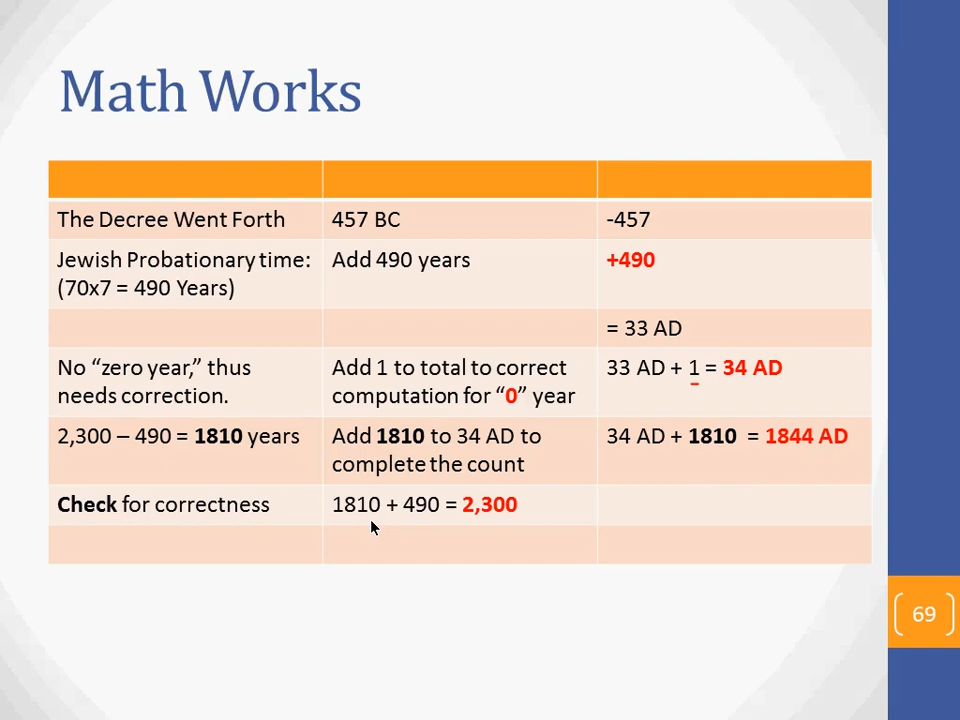 Math Works
The Decree Went Forth
457 BC
-457
Jewish Probationary time:
(70x7 = 490 Years)
Add 490 years
+490
= 33 AD
No “zero year,” thus
needs correction.
Add 1 to total to correct
computation for “0” year
33 AD + 1 = 34 AD
2,300 – 490 = 1810 years
Add 1810 to 34 AD to
complete the count
34 AD + 1810 = 1844 AD
Check for correctness
1810 + 490 = 2,300
69